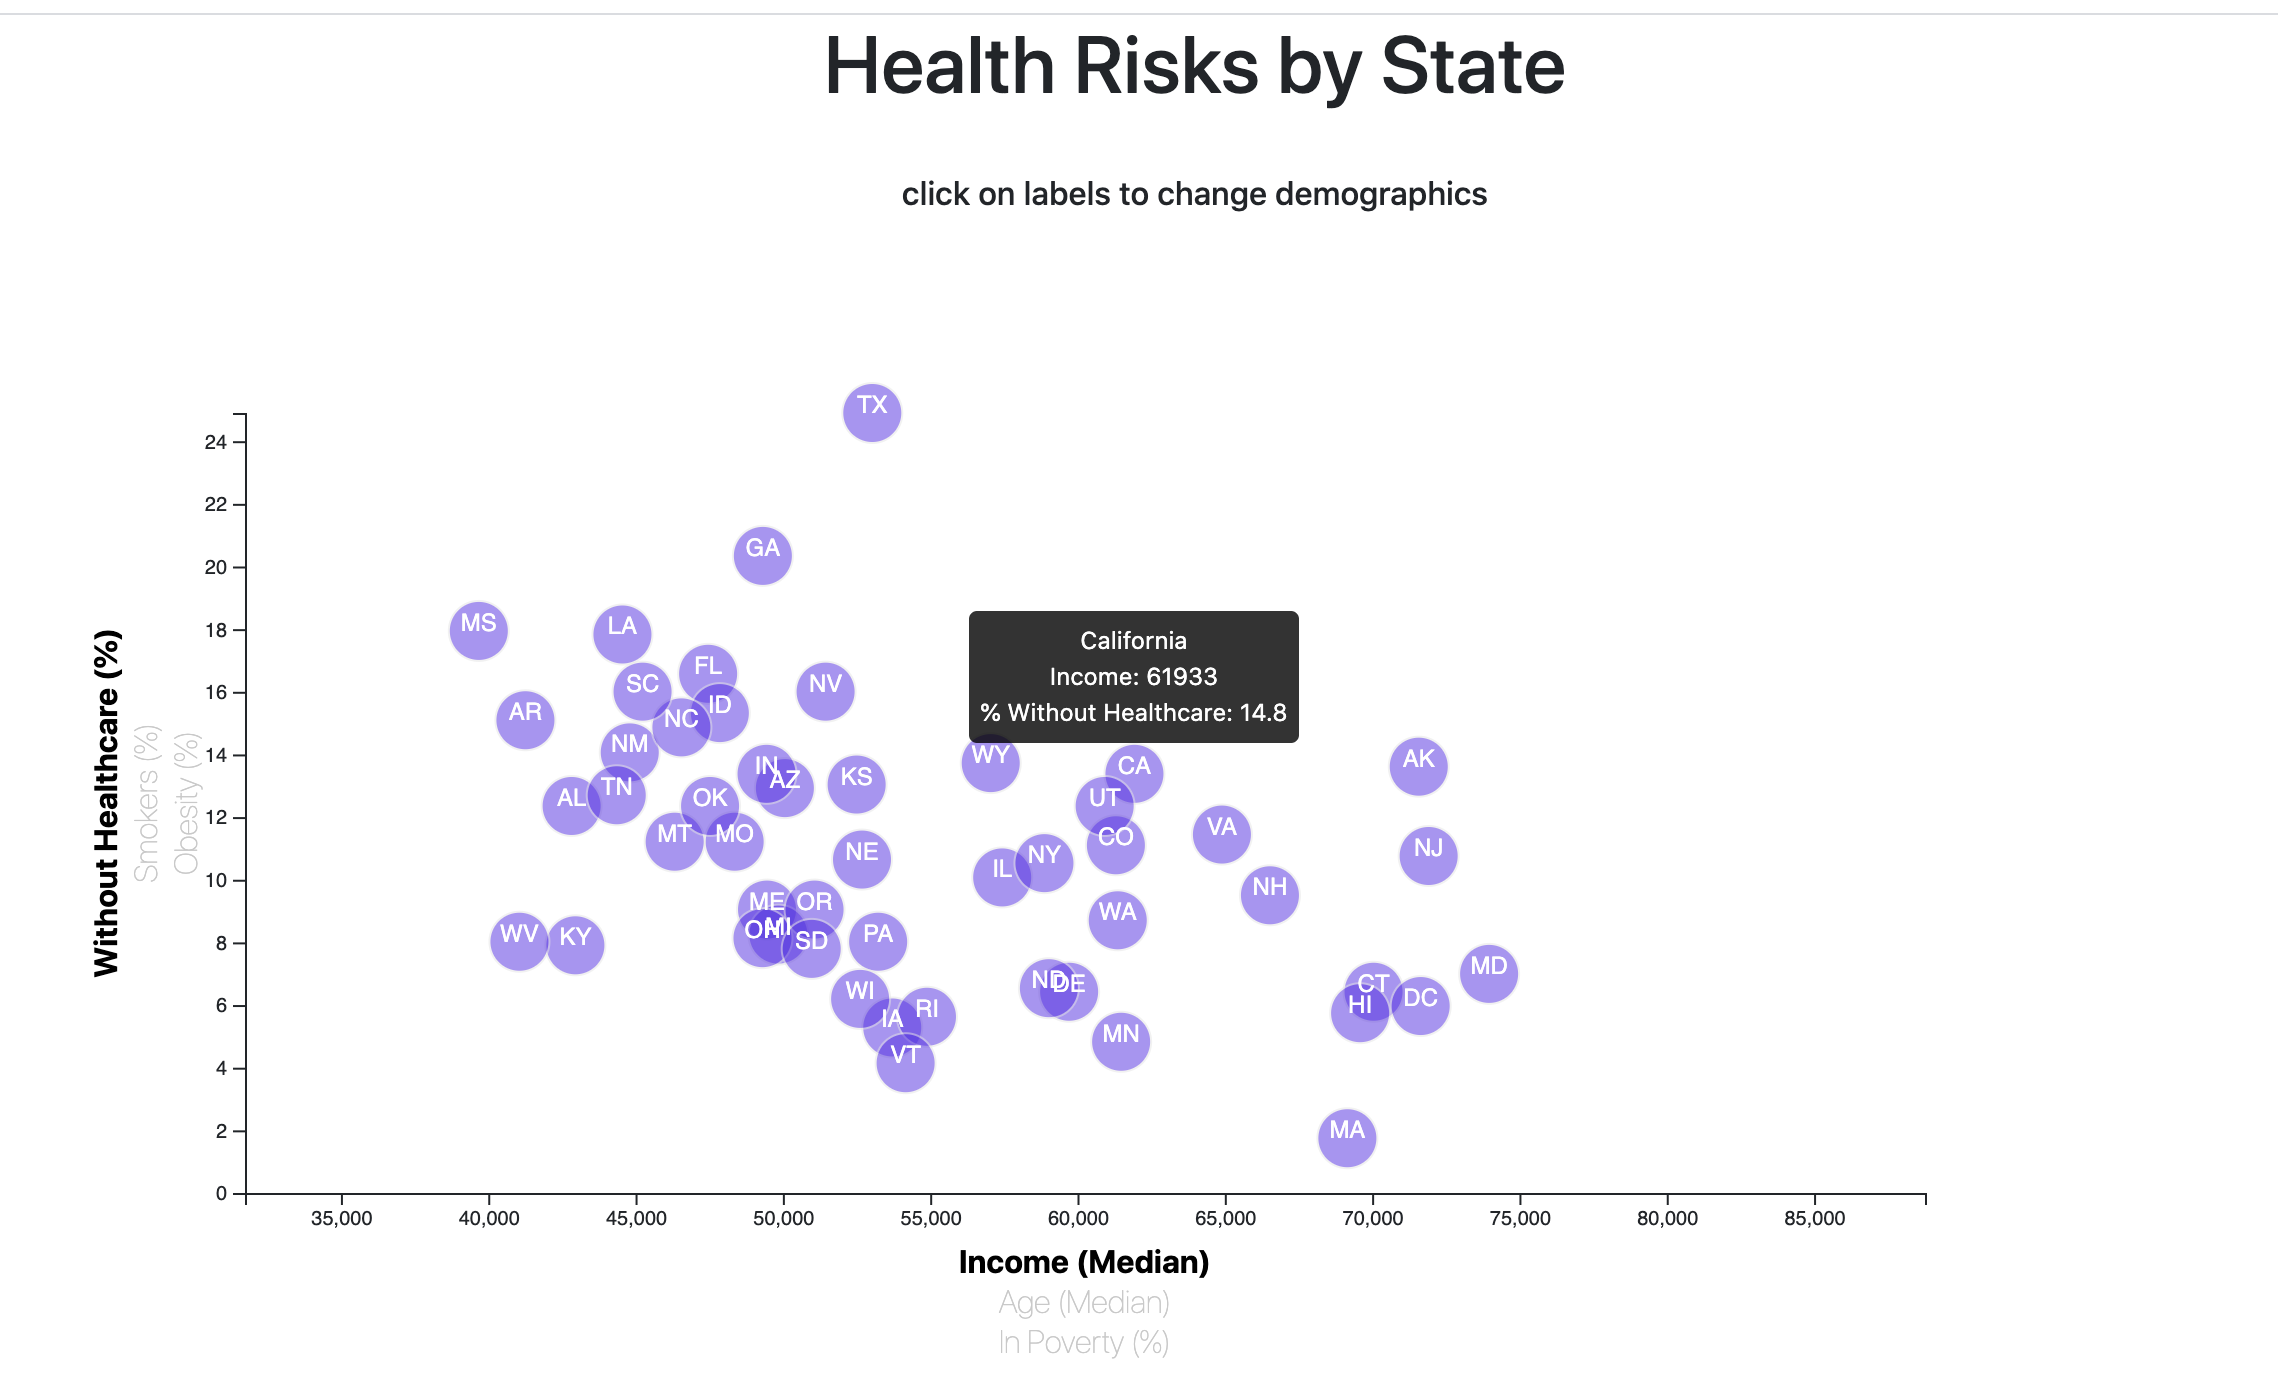 Health Risks by State
click on labels to change demographics
TX
24
22
GA
20
MS
LA
18
California
Income: 61933
% Without Healthcare: 14.8
FL
SC
NV
16
ID
AR
NC
NM
WY
14
IN
CA
AK
AZ
KS
TN
AL
OK
UT
12
MT
MO
VA
CO
NE
NY
NJ
IL
10
NH
ME
OR
WA
OH
MI
WV
KY
SD
PA
8
ND
DE
MD
WI
CT
DC
6
HI
IA
RI
MN
VT
4
MA
2
0
Without Healthcare (%)
Smokers (%)
Obesity (%)
35,000 40,000 45,000 50,000 55,000 60,000 65,000 70,000 75,000 80,000 85,000
Income (Median)
Age (Median)
In Poverty (%)